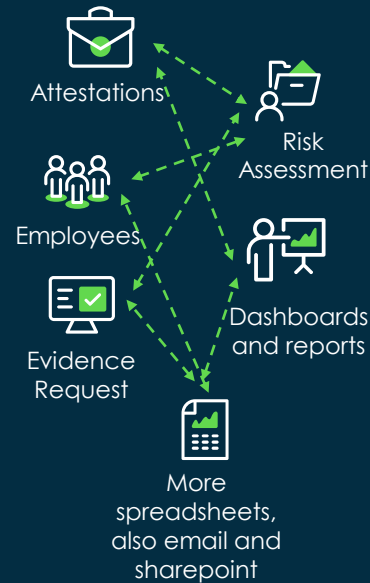 Attestations
Risk
Assessment
Employees
Dashboards
and reports
Evidence
Request
More
spreadsheets,
also email and
sharepoint